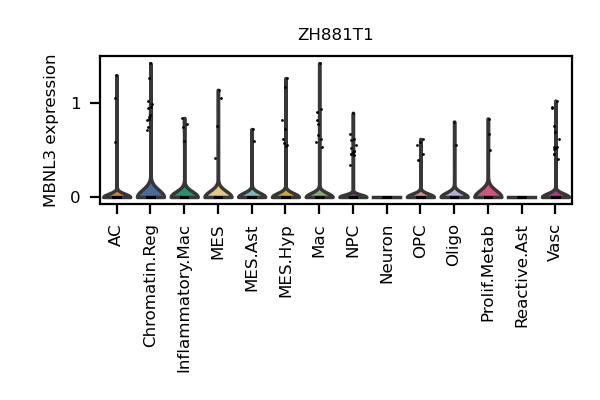 ZH881T1
MBNL3 expression
1
0
AC
Chromatin.Reg
Inflammatory.Mac
MES
MES.Ast
MES.Hyp
Mac
NPC
Neuron
OPC
Oligo
Prolif.Metab
Reactive.Ast
Vasc